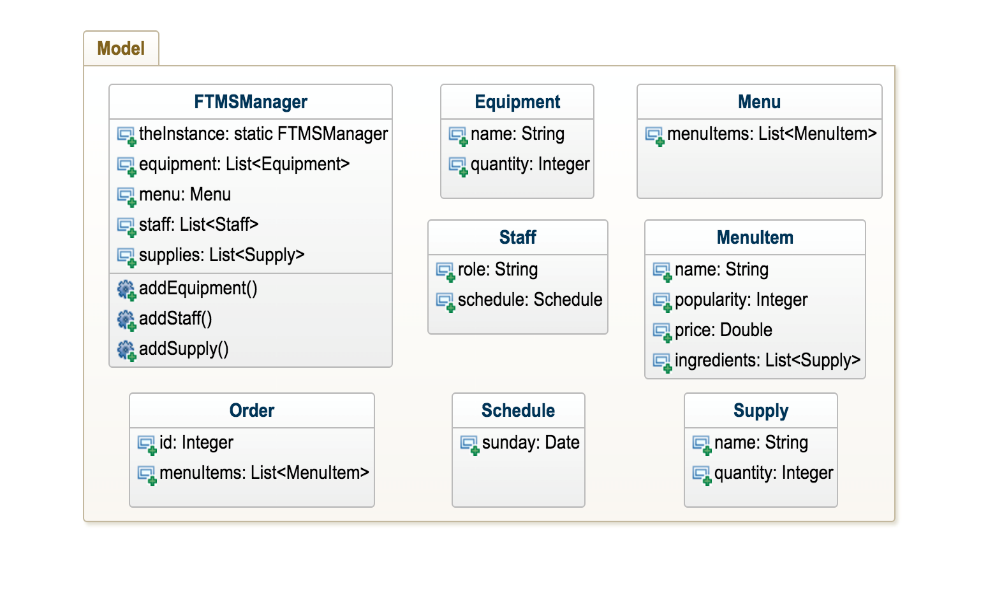 Model
FTMSManager
theInstance: static FTMSManager
equipment: List<Equipment>
menu: Menu
staff: List<Staff>
supplies: List<Supply>
addEquipment()
addStaff()
addSupply()
Equipment
name: String
quantity: Integer
Menu
menuItems: List<MenuItem>
Staff
role: String
schedule: Schedule
MenuItem
name: String
popularity: Integer
price: Double
ingredients: List<Supply>
Order
id: Integer
menuItems: List<MenuItem>
Schedule
sunday: Date
Supply
name: String
quantity: Integer